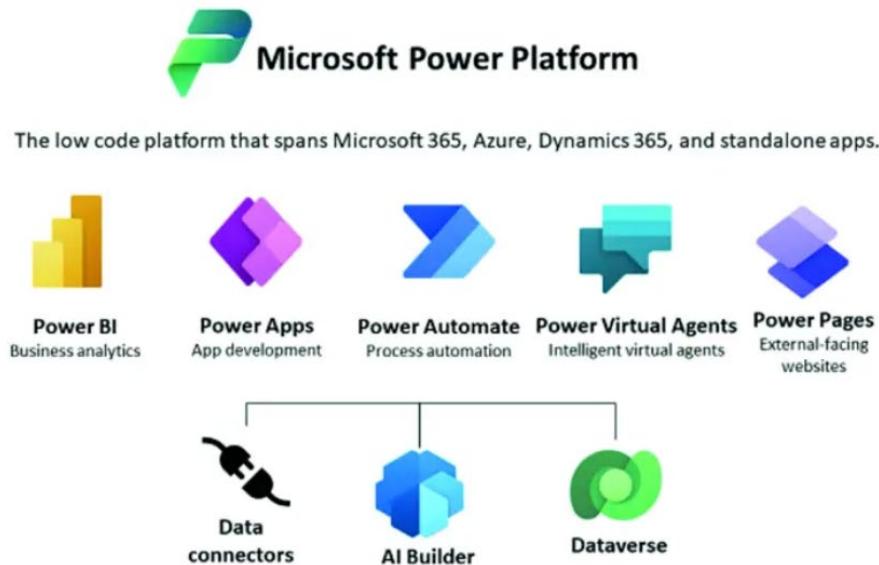 Microsoft Power Platform
The low code platform that spans Microsoft 365, Azure, Dynamics 365, and standalone apps.
Power BI
Business analytics
Power Apps
App development
Power Automate
Process automation
Power Virtual Agents
Intelligent virtual agents
Power Pages
External-facing
websites
Data
connectors
AI Builder
Dataverse